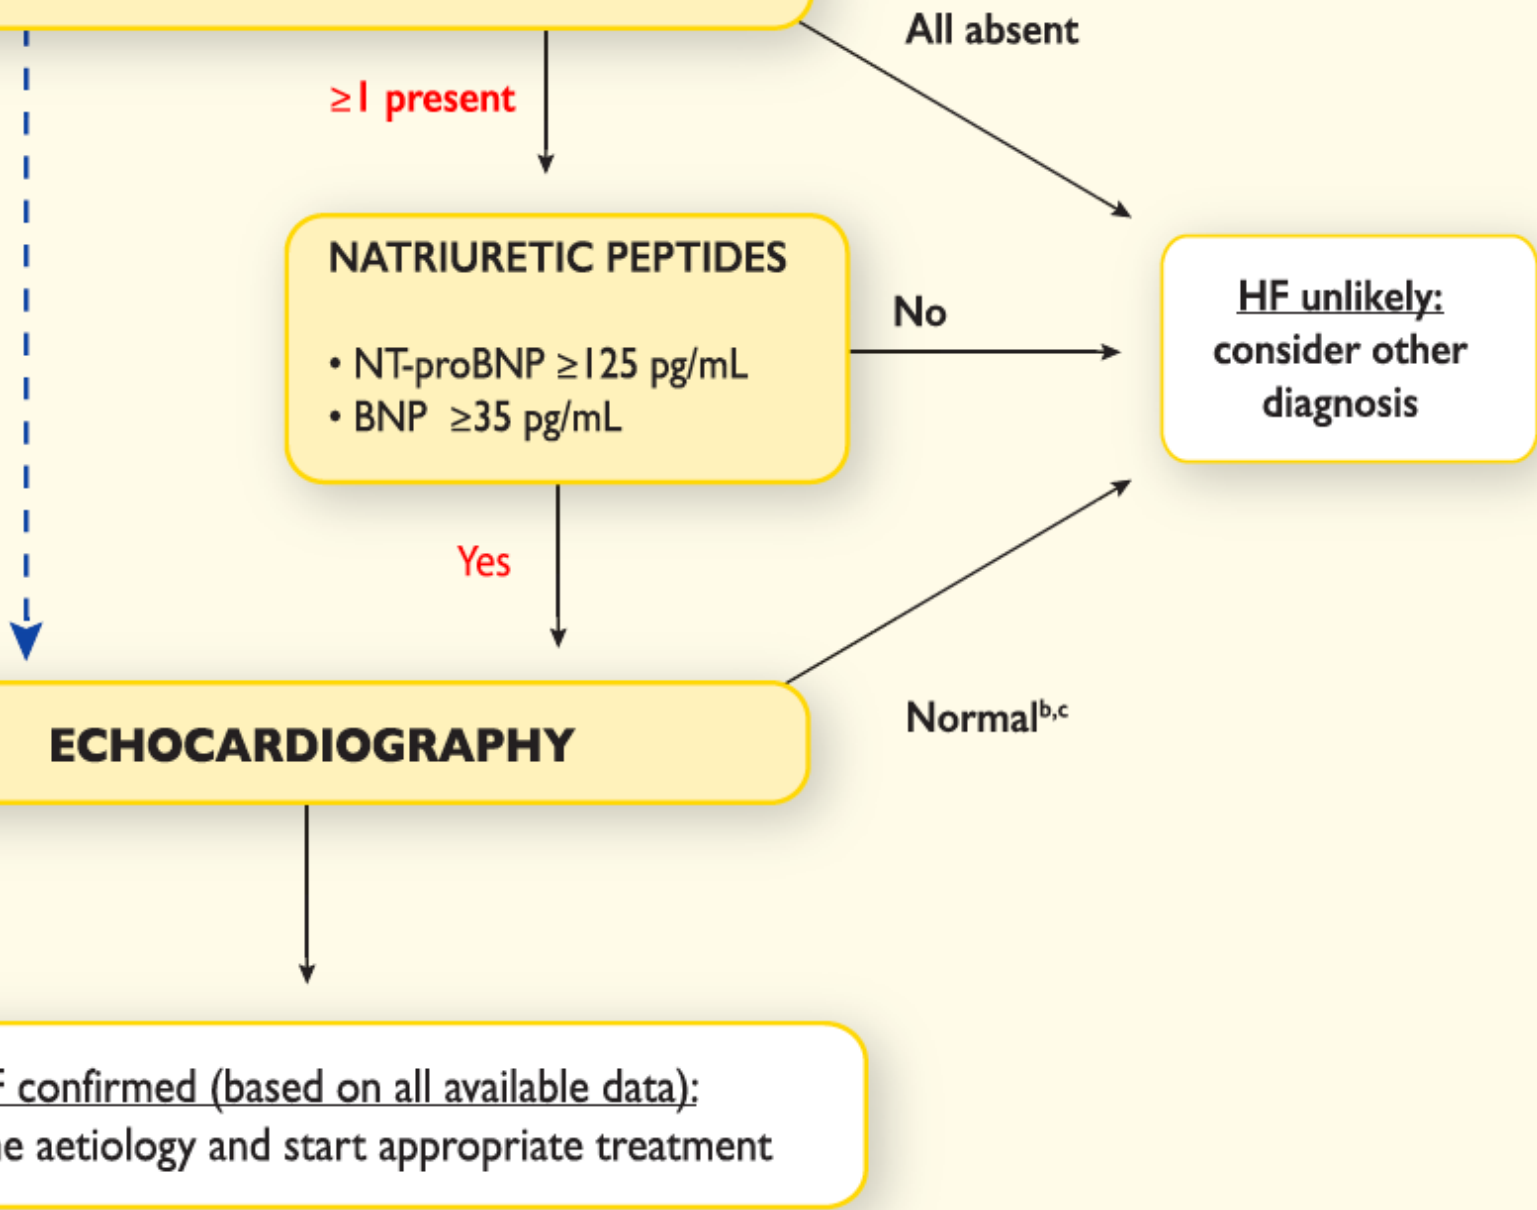 All absent
≥1 present
NATRIURETIC PEPTIDES
• NT-proBNP ≥125 pg/mL
• BNP ≥35 pg/mL
No
HF unlikely:
consider other
diagnosis
Yes
Normalb,c
ECHOCARDIOGRAPHY
confirmed (based on all available data):
aetiology and start appropriate treatment